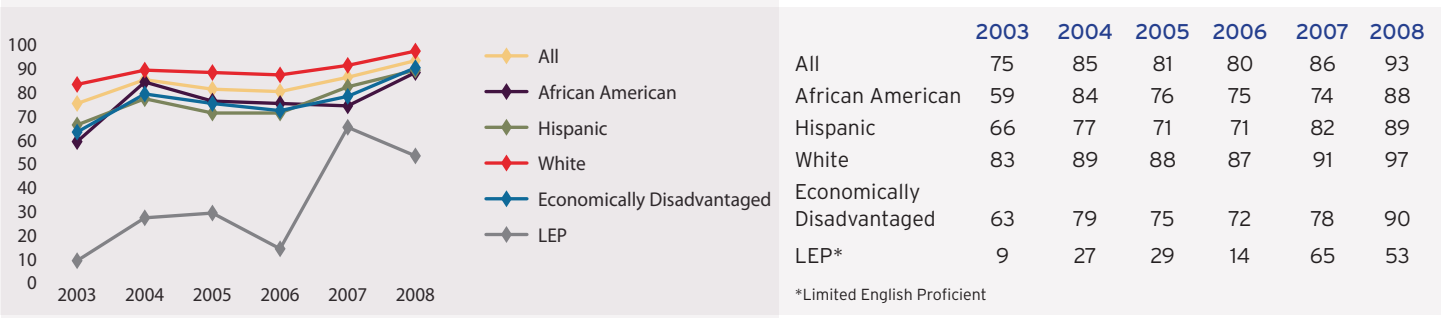 100
90
80
70
60
50
40
30
20
10
0
2003 2004 2005 2006 2007 2008
All
African American
Hispanic
White
Economically Disadvantaged
LEP
2003 2004 2005 2006 2007 2008
All 75 85 81 80 86 93
African American 59 84 76 75 74 88
Hispanic 66 77 71 71 82 89
White 83 89 88 87 91 97
Economically
Disadvantaged 63 79 75 72 78 90
LEP* 9 27 29 14 65 53
*Limited English Proficient